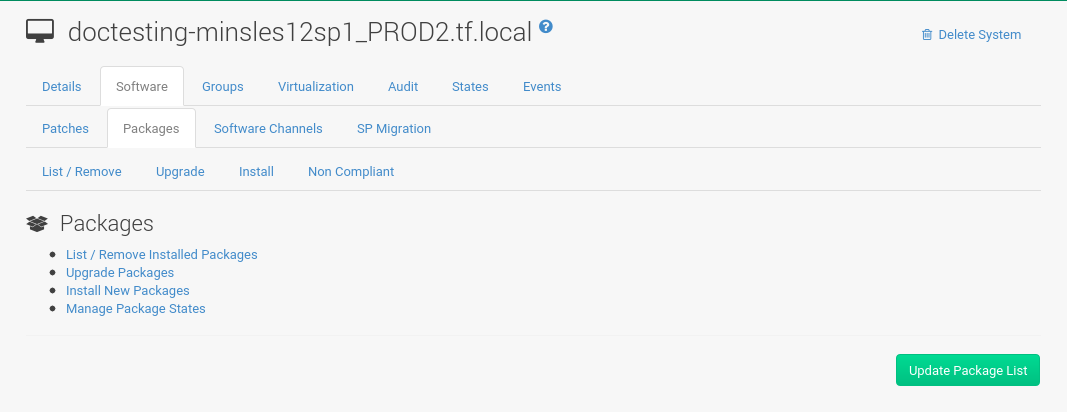 doctesting-minsles12sp1_PROD2.tf.local ?
Delete System
Details Software Groups Virtualization Audit States Events
Patches Packages Software Channels SP Migration
List / Remove Upgrade Install Non Compliant
Packages
List / Remove Installed Packages
Upgrade Packages
Install New Packages
Manage Package States
Update Package List